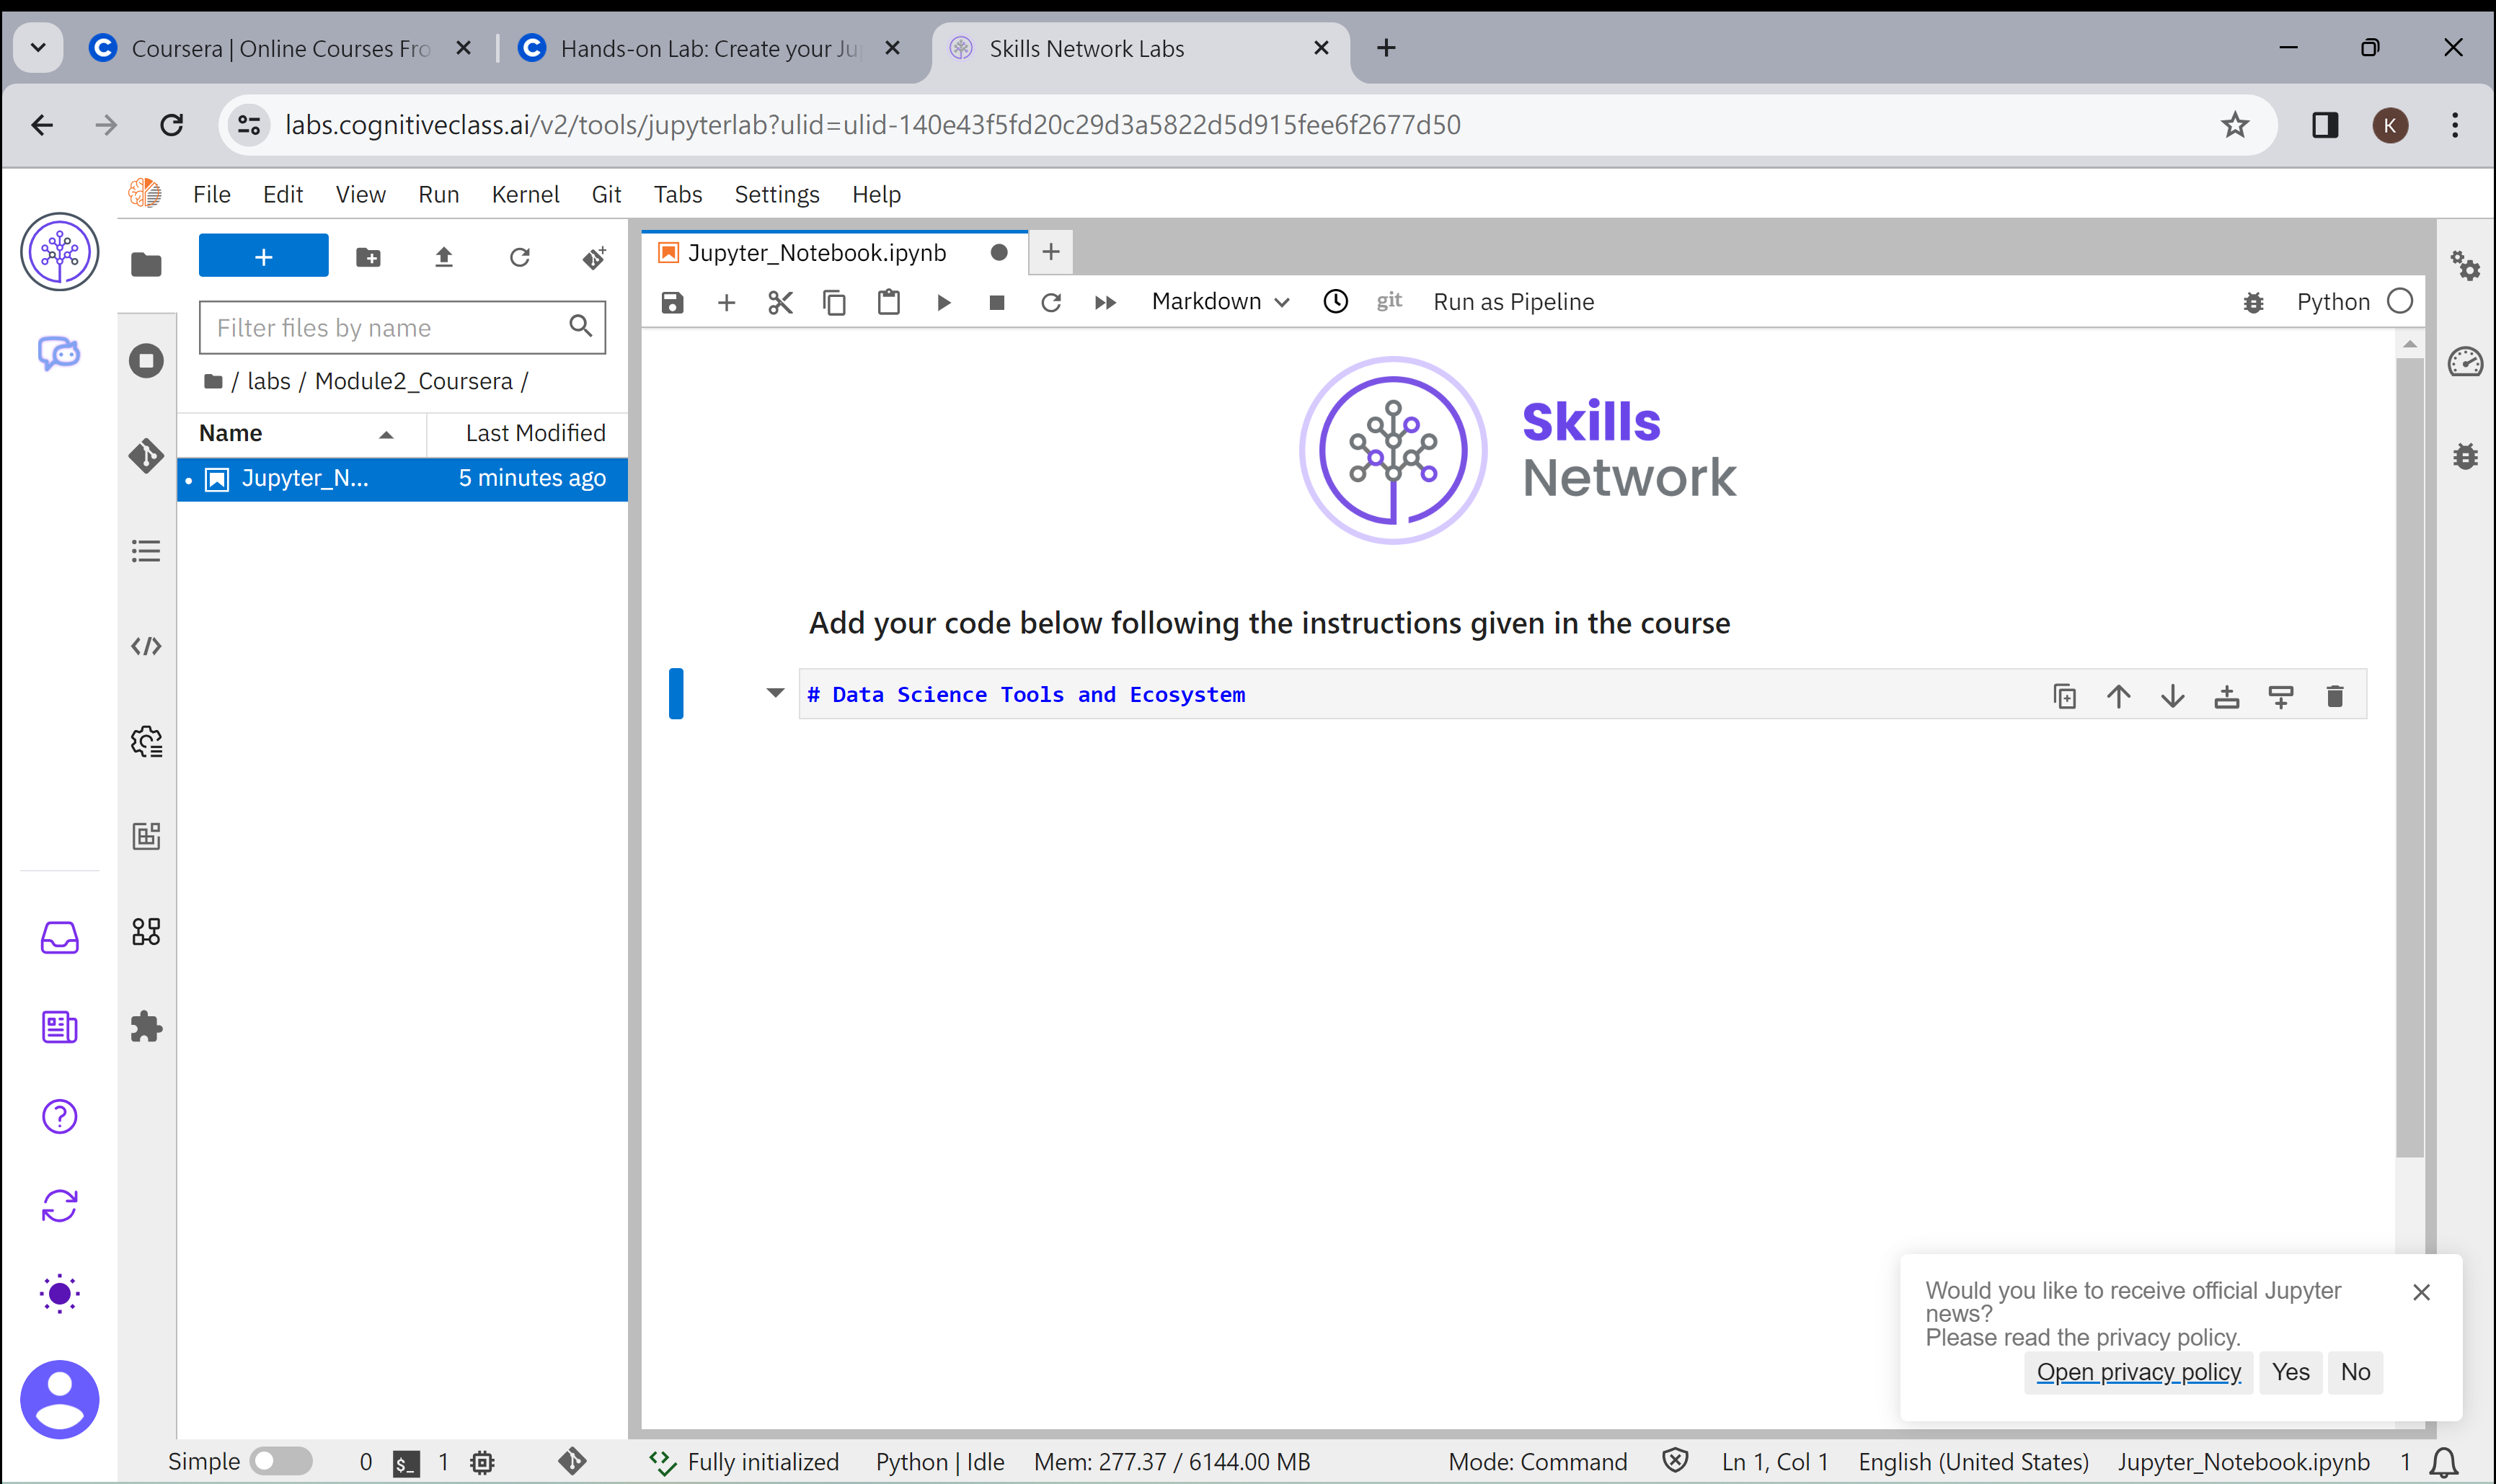 Coursera | Online Courses Fro
Hands-on Lab: Create your Ju
Skills Network Labs
labs.cognitiveclass.ai/v2/tools/jupyterlab?ulid=ulid-140e43f5fd20c29d3a5822d5d915fee6f2677d50
K
File Edit View Run Kernel Git Tabs Settings Help
+
Filter files by name
/ labs / Module2_Coursera /
Name Last Modified
Jupyter_N... 5 minutes ago
Jupyter_Notebook.ipynb
Markdown git Run as Pipeline Python
Skills
Network
Add your code below following the instructions given in the course
# Data Science Tools and Ecosystem
Would you like to receive official Jupyter
news?
Please read the privacy policy.
Open privacy policy Yes No
Simple 0 $_ 1 Fully initialized Python | Idle Mem: 277.37 / 6144.00 MB Mode: Command Ln 1, Col 1 English (United States) Jupyter_Notebook.ipynb 1